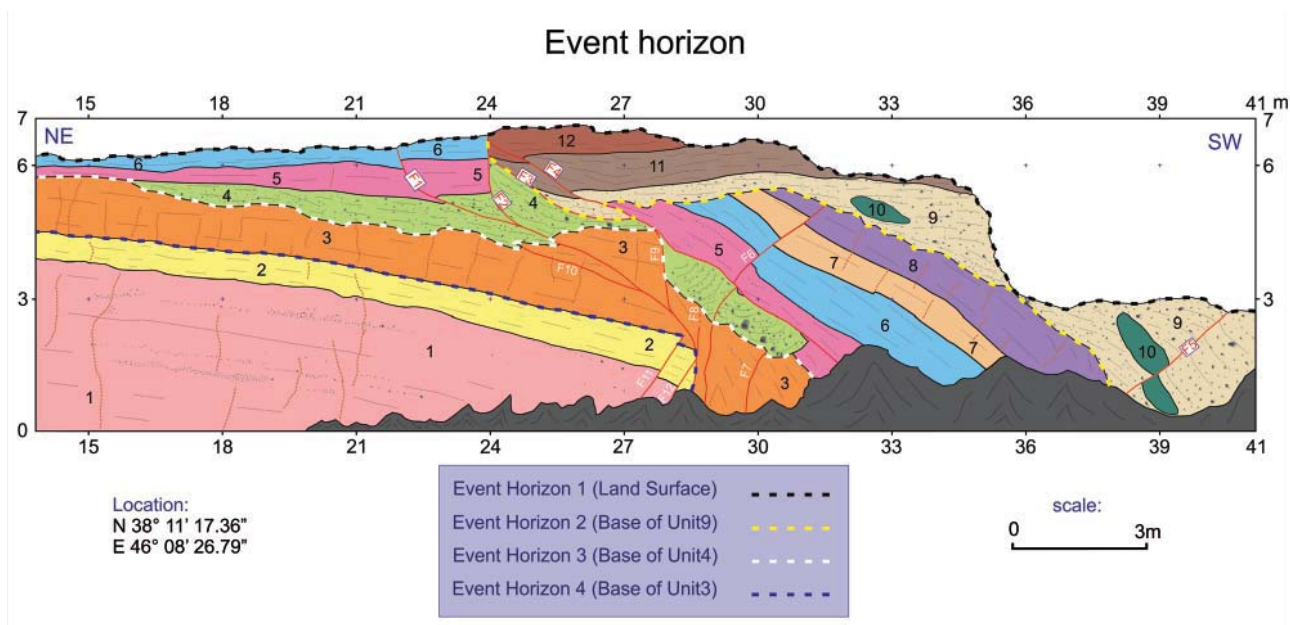 Event horizon
15 18 21 24 27 30 33 36 39 41 m
7 NE SW 7
6 6
3 3
0
15 18 21 24 27 30 33 36 39 41
6 6 12 11
5 5 4 10 9
4 3 3 5 7 8
F10 F9 F6
2 2 6 7 9
1 F8 10
1 F11 F12 F7 3
Event Horizon 1 (Land Surface)
Event Horizon 2 (Base of Unit9)
Event Horizon 3 (Base of Unit4)
Event Horizon 4 (Base of Unit3)
Location:
N 38° 11’ 17.36”
E 46° 08’ 26.79”
scale:
0 3m